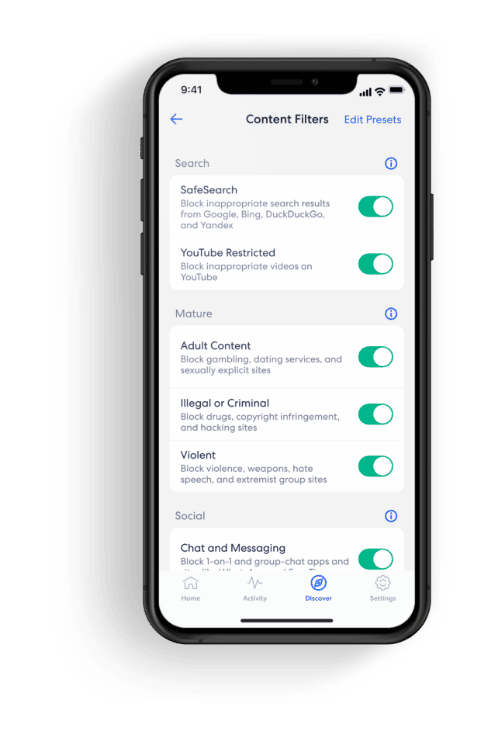 9:41
Content Filters
Edit Presets
Search
SafeSearch
Block inappropriate search results
from Google, Bing, DuckDuckGo,
and Yandex
YouTube Restricted
Block inappropriate videos on
YouTube
Mature
Adult Content
Block gambling, dating services, and
sexually explicit sites
Illegal or Criminal
Block drugs, copyright infringement,
and hacking sites
Violent
Block violence, weapons, hate
speech, and extremist group sites
Social
Chat and Messaging
Block 1-on-1 and group-chat apps and
Home
Activity
Discover
Settings